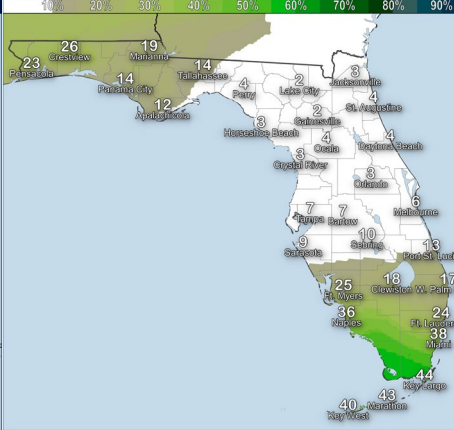 10% 20% 30% 40% 50% 60% 70% 80% 90%
26
Crestview
19
Marianna
23
Pensacola
14
Panama City
14
Tallahassee
12
Apalachicola
4
Perry
2
Lake City
3
Jacksonville
4
St. Augustine
3
Horseshoe Beach
2
Gainesville
4
Ocala
4
Daytona Beach
3
Crystal River
3
Orlando
7
Tampa
7
Bartow
6
Melbourne
9
Sarasota
10
Sebring
13
Port St. Luci
25
Ft. Myers
18
Clewiston
17
W. Palm
36
Naples
24
Ft. Lauder
38
Miami
44
Key Largo
43
Marathon
40
Key West